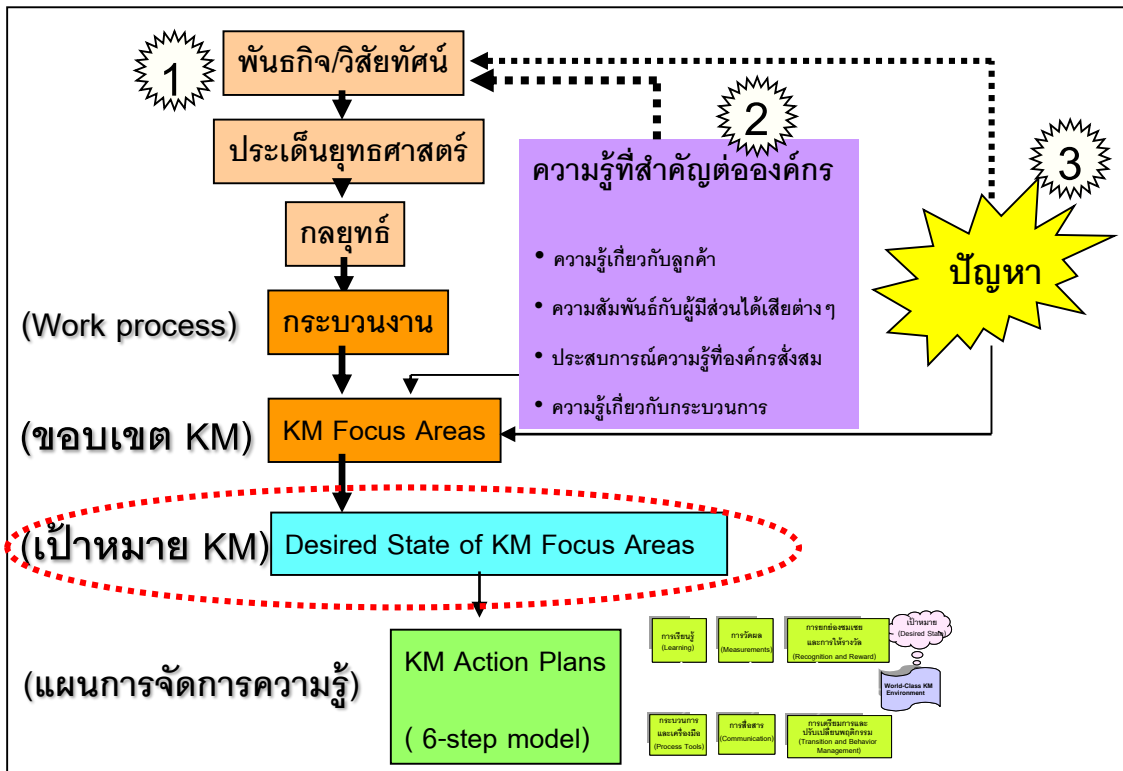 1
พันธกิจ/วิสัยทัศน์
ประเด็นยุทธศาสตร์
กลยุทธ์
(Work process)
กระบวนงาน
(ขอบเขต KM)
KM Focus Areas
2
ความรู้ที่สำคัญต่อองค์กร
• ความรู้เกี่ยวกับลูกค้า
• ความสัมพันธ์กับผู้มีส่วนได้เสียต่างๆ
• ประสบการณ์ความรู้ที่องค์กรสั่งสม
• ความรู้เกี่ยวกับกระบวนการ
3
ปัญหา
(เป้าหมาย KM)
Desired State of KM Focus Areas
(แผนการจัดการความรู้)
KM Action Plans
( 6-step model)
การเรียนรู้
(Learning)
การวัดผล
(Measurements)
การยกย่องชมเชย
และการให้รางวัล
(Recognition and Reward)
เป้าหมาย
(Desired State)
World-Class KM
Environment
กระบวนการ
และเครื่องมือ
(Process Tools)
การสื่อสาร
(Communication)
การเตรียมการและ
ปรับเปลี่ยนพฤติกรรม
(Transition and Behavior
Management)